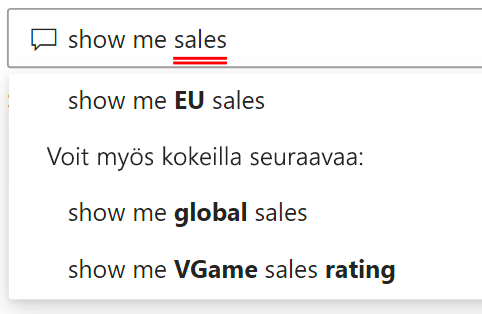 show me sales
show me EU sales
Voit myös kokeilla seuraavaa:
show me global sales
show me VGame sales rating